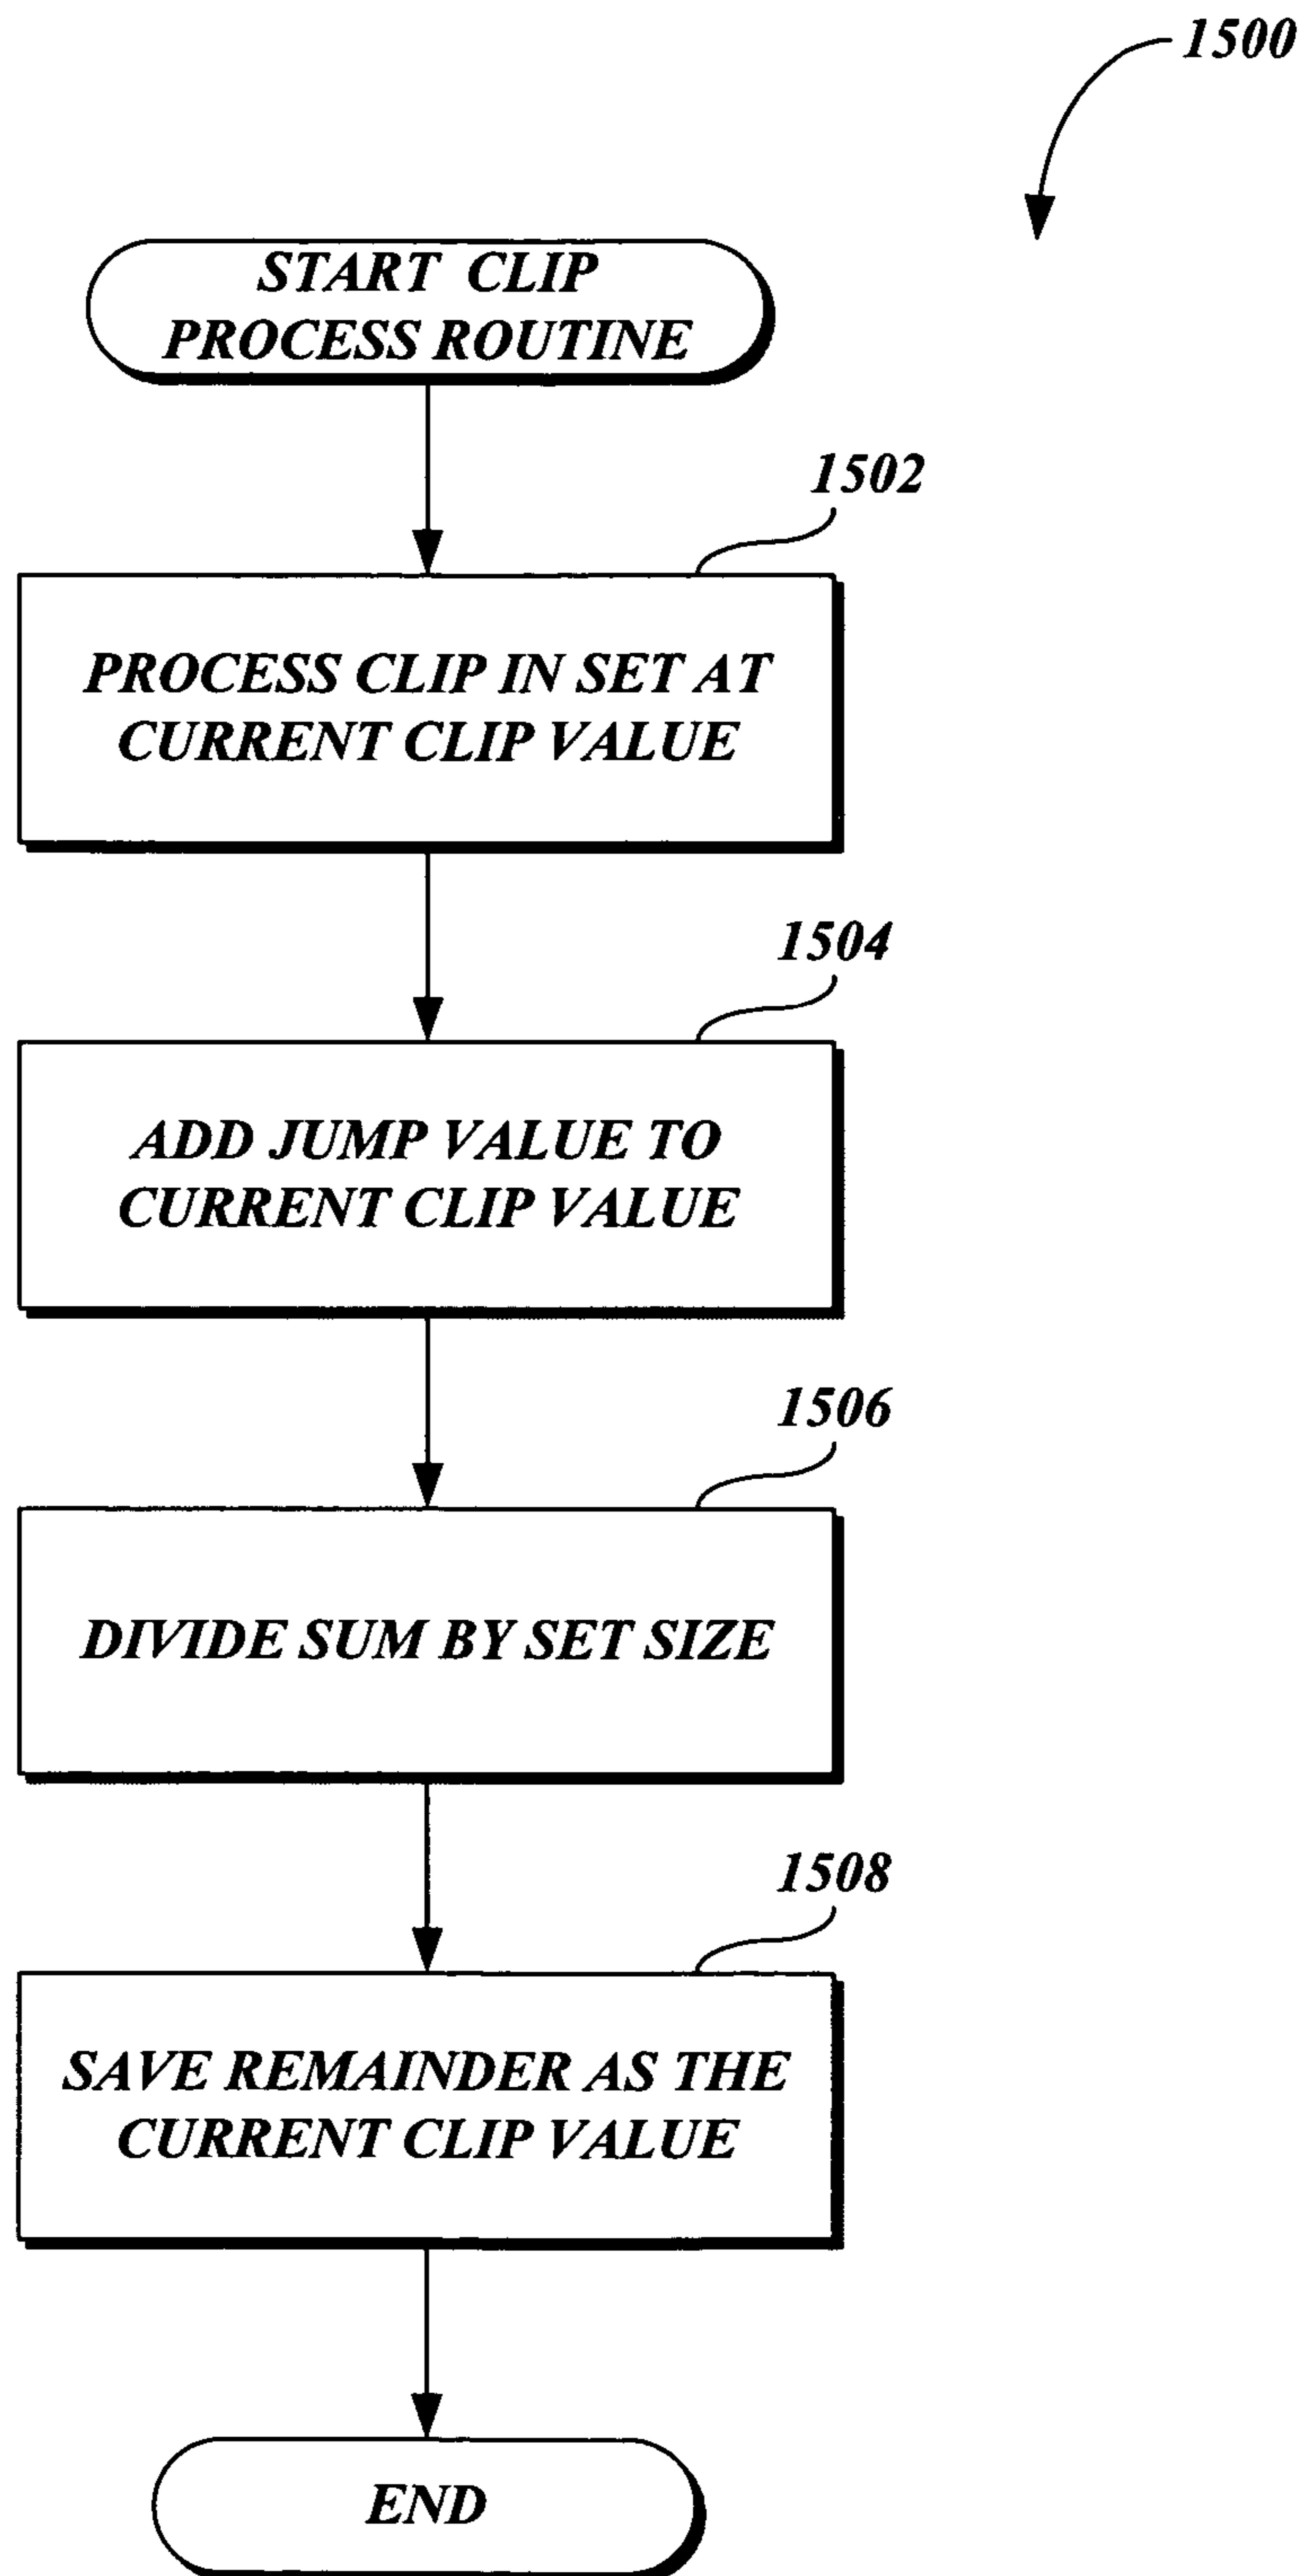 1500
START CLIP
PROCESS ROUTINE
1502
PROCESS CLIP IN SET AT
CURRENT CLIP VALUE
1504
ADD JUMP VALUE TO
CURRENT CLIP VALUE
1506
DIVIDE SUM BY SET SIZE
1508
SAVE REMAINDER AS THE
CURRENT CLIP VALUE
END